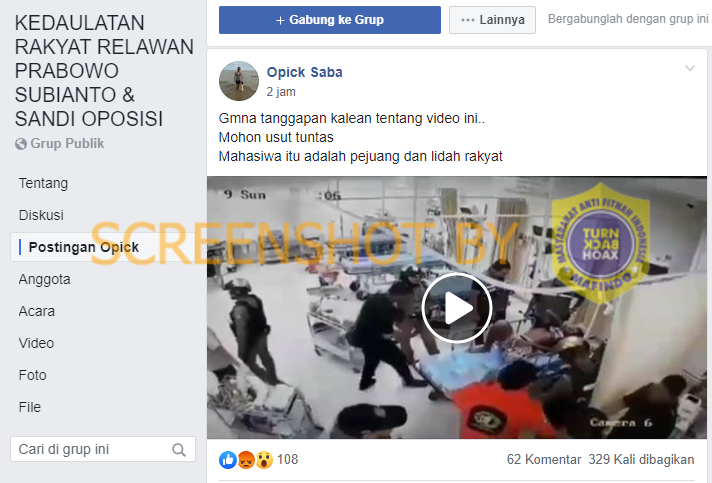 KEDAULATAN
RAKYAT RELAWAN
PRABOWO
SUBIANTO &
SANDI OPOSISI
Grup Publik
Tentang
Diskusi
Postingan Opick
Anggota
Acara
Video
Foto
File
Cari di grup ini
+ Gabung ke Grup
••• Lainnya
Bergabunglah dengan grup ini
Opick Saba
2 jam
Gmna tanggapan kalean tentang video ini..
Mohon usut tuntas
Mahasiwa itu adalah pejuang dan lidah rakyat
9 Sun :06
SCREENSHOT BY
MASYARAKAT ANTI FITNAH INDONESIA
TURN
BACK
HOAX
MAFINDO
Camera 6
108
62 Komentar 329 Kali dibagikan